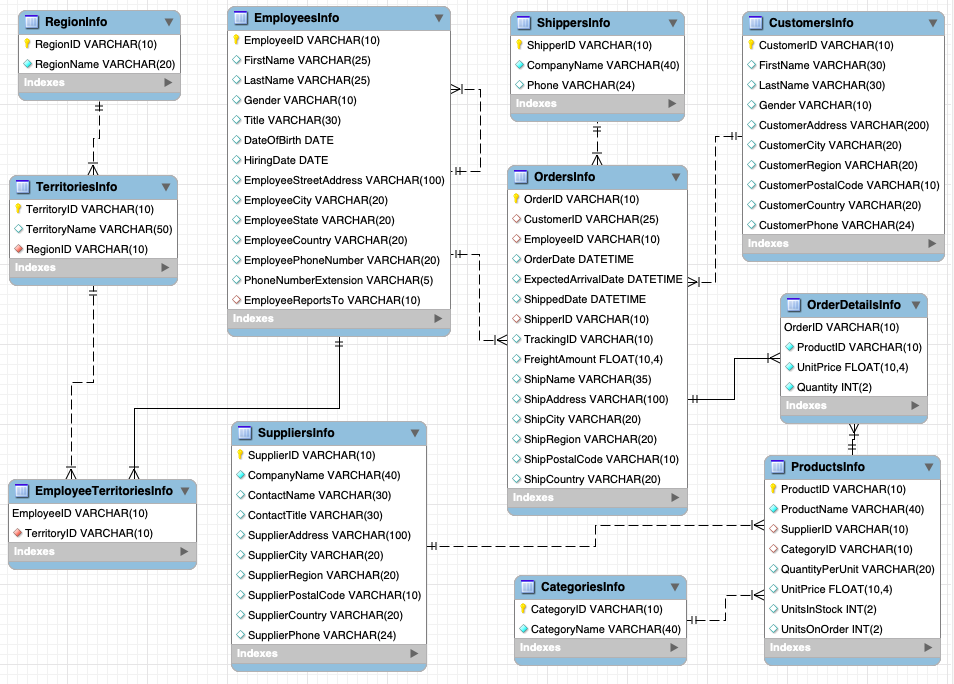 RegionInfo
RegionID VARCHAR(10)
RegionName VARCHAR(20)
Indexes
EmployeesInfo
EmployeeID VARCHAR(10)
FirstName VARCHAR(25)
LastName VARCHAR(25)
Gender VARCHAR(10)
Title VARCHAR(30)
DateOfBirth DATE
HiringDate DATE
EmployeeStreetAddress VARCHAR(100)
EmployeeCity VARCHAR(20)
EmployeeState VARCHAR(20)
EmployeeCountry VARCHAR(20)
EmployeePhoneNumber VARCHAR(20)
PhoneNumberExtension VARCHAR(5)
EmployeeReportsTo VARCHAR(10)
Indexes
ShippersInfo
ShipperID VARCHAR(10)
CompanyName VARCHAR(40)
Phone VARCHAR(24)
Indexes
CustomersInfo
CustomerID VARCHAR(10)
FirstName VARCHAR(30)
LastName VARCHAR(30)
Gender VARCHAR(10)
CustomerAddress VARCHAR(200)
CustomerCity VARCHAR(20)
CustomerRegion VARCHAR(20)
CustomerPostalCode VARCHAR(10)
CustomerCountry VARCHAR(20)
CustomerPhone VARCHAR(24)
Indexes
TerritoriesInfo
TerritoryID VARCHAR(10)
TerritoryName VARCHAR(50)
RegionID VARCHAR(10)
Indexes
OrdersInfo
OrderID VARCHAR(10)
CustomerID VARCHAR(25)
EmployeeID VARCHAR(10)
OrderDate DATETIME
ExpectedArrivalDate DATETIME
ShippedDate DATETIME
ShipperID VARCHAR(10)
TrackingID VARCHAR(10)
FreightAmount FLOAT(10,4)
ShipName VARCHAR(35)
ShipAddress VARCHAR(100)
ShipCity VARCHAR(20)
ShipRegion VARCHAR(20)
ShipPostalCode VARCHAR(10)
ShipCountry VARCHAR(20)
Indexes
OrderDetailsInfo
OrderID VARCHAR(10)
ProductID VARCHAR(10)
UnitPrice FLOAT(10,4)
Quantity INT(2)
Indexes
EmployeeTerritoriesInfo
EmployeeID VARCHAR(10)
TerritoryID VARCHAR(10)
Indexes
SuppliersInfo
SupplierID VARCHAR(10)
CompanyName VARCHAR(40)
ContactName VARCHAR(30)
ContactTitle VARCHAR(30)
SupplierAddress VARCHAR(100)
SupplierCity VARCHAR(20)
SupplierRegion VARCHAR(20)
SupplierPostalCode VARCHAR(10)
SupplierCountry VARCHAR(20)
SupplierPhone VARCHAR(24)
Indexes
CategoriesInfo
CategoryID VARCHAR(10)
CategoryName VARCHAR(40)
Indexes
ProductsInfo
ProductID VARCHAR(10)
ProductName VARCHAR(40)
SupplierID VARCHAR(10)
CategoryID VARCHAR(10)
QuantityPerUnit VARCHAR(20)
UnitPrice FLOAT(10,4)
UnitsInStock INT(2)
UnitsOnOrder INT(2)
Indexes